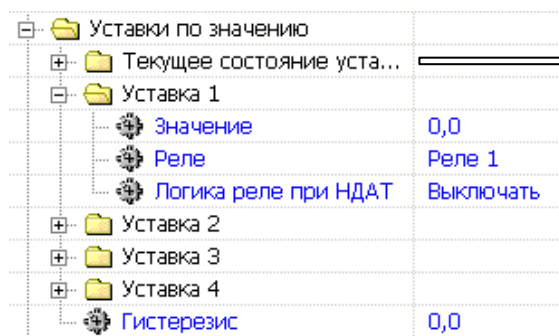 Уставки по значению
Текущее состояние уста...
Уставка 1
Значение 0,0
Реле Реле 1
Логика реле при НДАТ Выключать
Уставка 2
Уставка 3
Уставка 4
Гистерезис 0,0